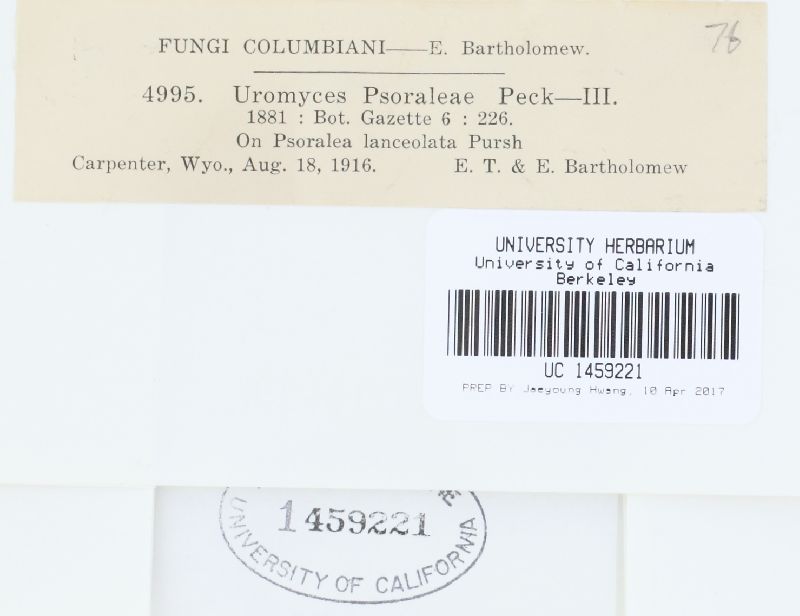 FUNGI COLUMBIANI——E. Bartholomew.
78
4995. Uromyces Psoraleae Peck—III.
1881 : Bot. Gazette 6 : 226.
On Psoralea lanceolata Pursh
Carpenter, Wyo., Aug. 18, 1916. E. T. & E. Bartholomew
UNIVERSITY HERBARIUM
University of California
Berkeley
UC 1459221
PREP BY Jaeyoung Hwang, 10 Apr 2017
1459221
UNIVERSITY OF CALIFORNIA